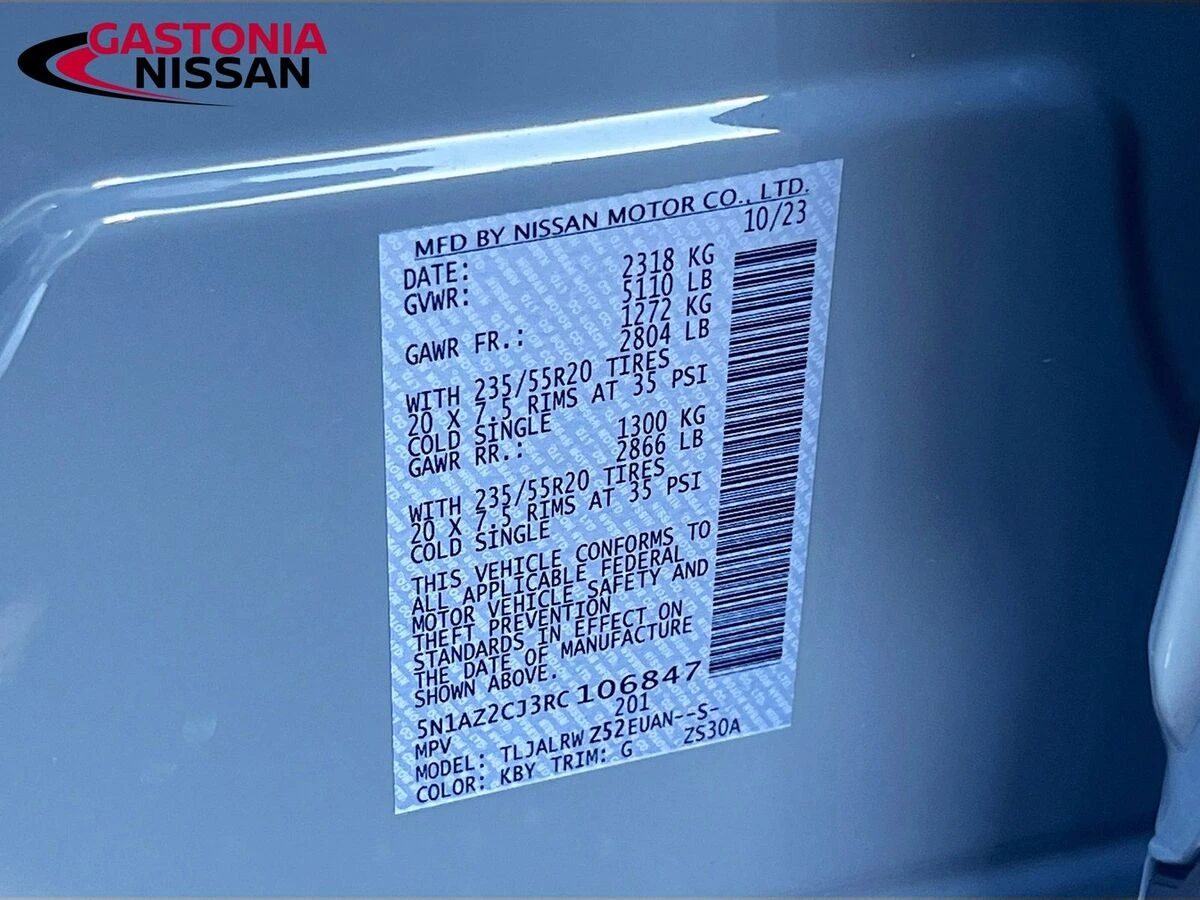 GASTONIA
NISSAN
MFD BY NISSAN MOTOR CO., LTD.
DATE: 10/23
GVWR: 2318 KG
5110 LB
GAWR FR.: 1272 KG
2804 LB
WITH 235/55R20 TIRES
20 X 7.5 RIMS AT 35 PSI
COLD SINGLE
GAWR RR.: 1300 KG
2866 LB
WITH 235/55R20 TIRES
20 X 7.5 RIMS AT 35 PSI
COLD SINGLE
THIS VEHICLE CONFORMS TO
ALL APPLICABLE FEDERAL
MOTOR VEHICLE SAFETY AND
THEFT PREVENTION
STANDARDS IN EFFECT ON
THE DATE OF MANUFACTURE
SHOWN ABOVE.
5N1AZ2CJ3RC106847
MPV 201
MODEL: TLJALRWZ52EUAN--S-
COLOR: KBY TRIM: G ZS30A